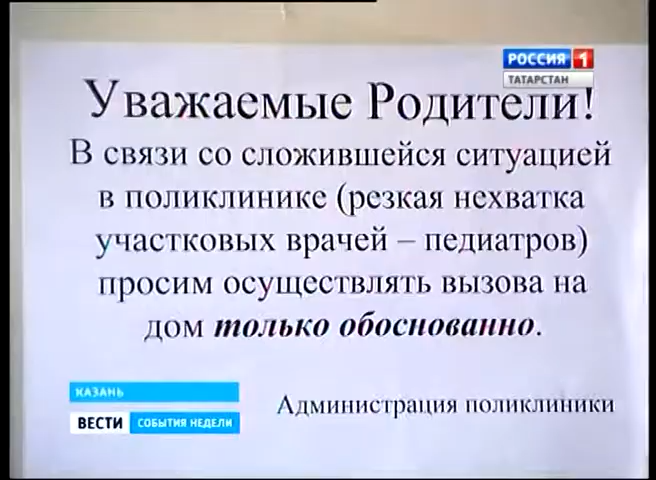 РОССИЯ 1
ТАТАРСТАН
Уважаемые Родители!
В связи со сложившейся ситуацией
в поликлинике (резкая нехватка
участковых врачей – педиатров)
просим осуществлять вызова на
дом только обоснованно.
Администрация поликлиники
КАЗАНЬ
ВЕСТИ СОБЫТИЯ НЕДЕЛИ